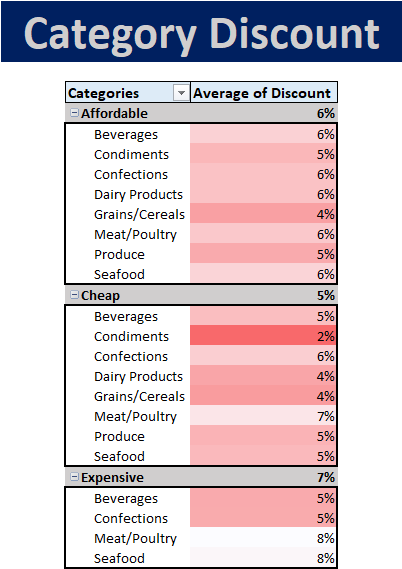 Category Discount
Categories Average of Discount
Affordable 6%
Beverages 6%
Condiments 5%
Confections 6%
Dairy Products 6%
Grains/Cereals 4%
Meat/Poultry 6%
Produce 5%
Seafood 6%
Cheap 5%
Beverages 5%
Condiments 2%
Confections 6%
Dairy Products 4%
Grains/Cereals 4%
Meat/Poultry 7%
Produce 5%
Seafood 5%
Expensive 7%
Beverages 5%
Confections 5%
Meat/Poultry 8%
Seafood 8%